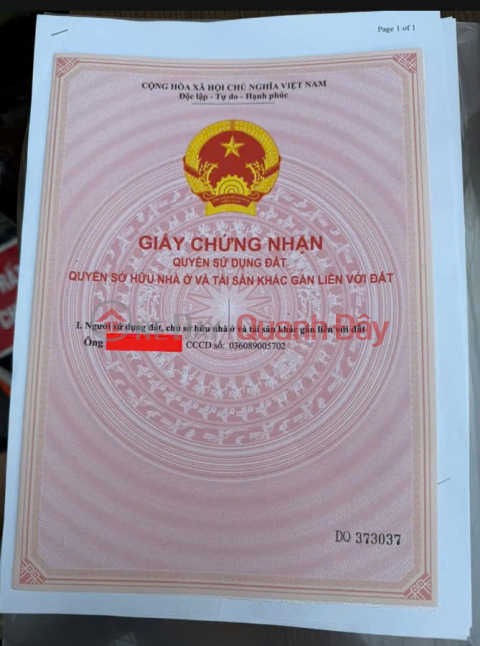 Page 1 of 1
CỘNG HÒA XÃ HỘI CHỦ NGHĨA VIỆT NAM
Độc lập - Tự do - Hạnh phúc
GIẤY CHỨNG NHẬN
QUYỀN SỬ DỤNG ĐẤT
QUYỀN SỞ HỮU NHÀ Ở VÀ TÀI SẢN KHÁC GẮN LIỀN VỚI ĐẤT
I. Người sử dụng đất, chủ sở hữu nhà ở và tài sản khác gắn liền với đất
Quanh Đây
Ông CCCD số: 036089005702
DQ 373037